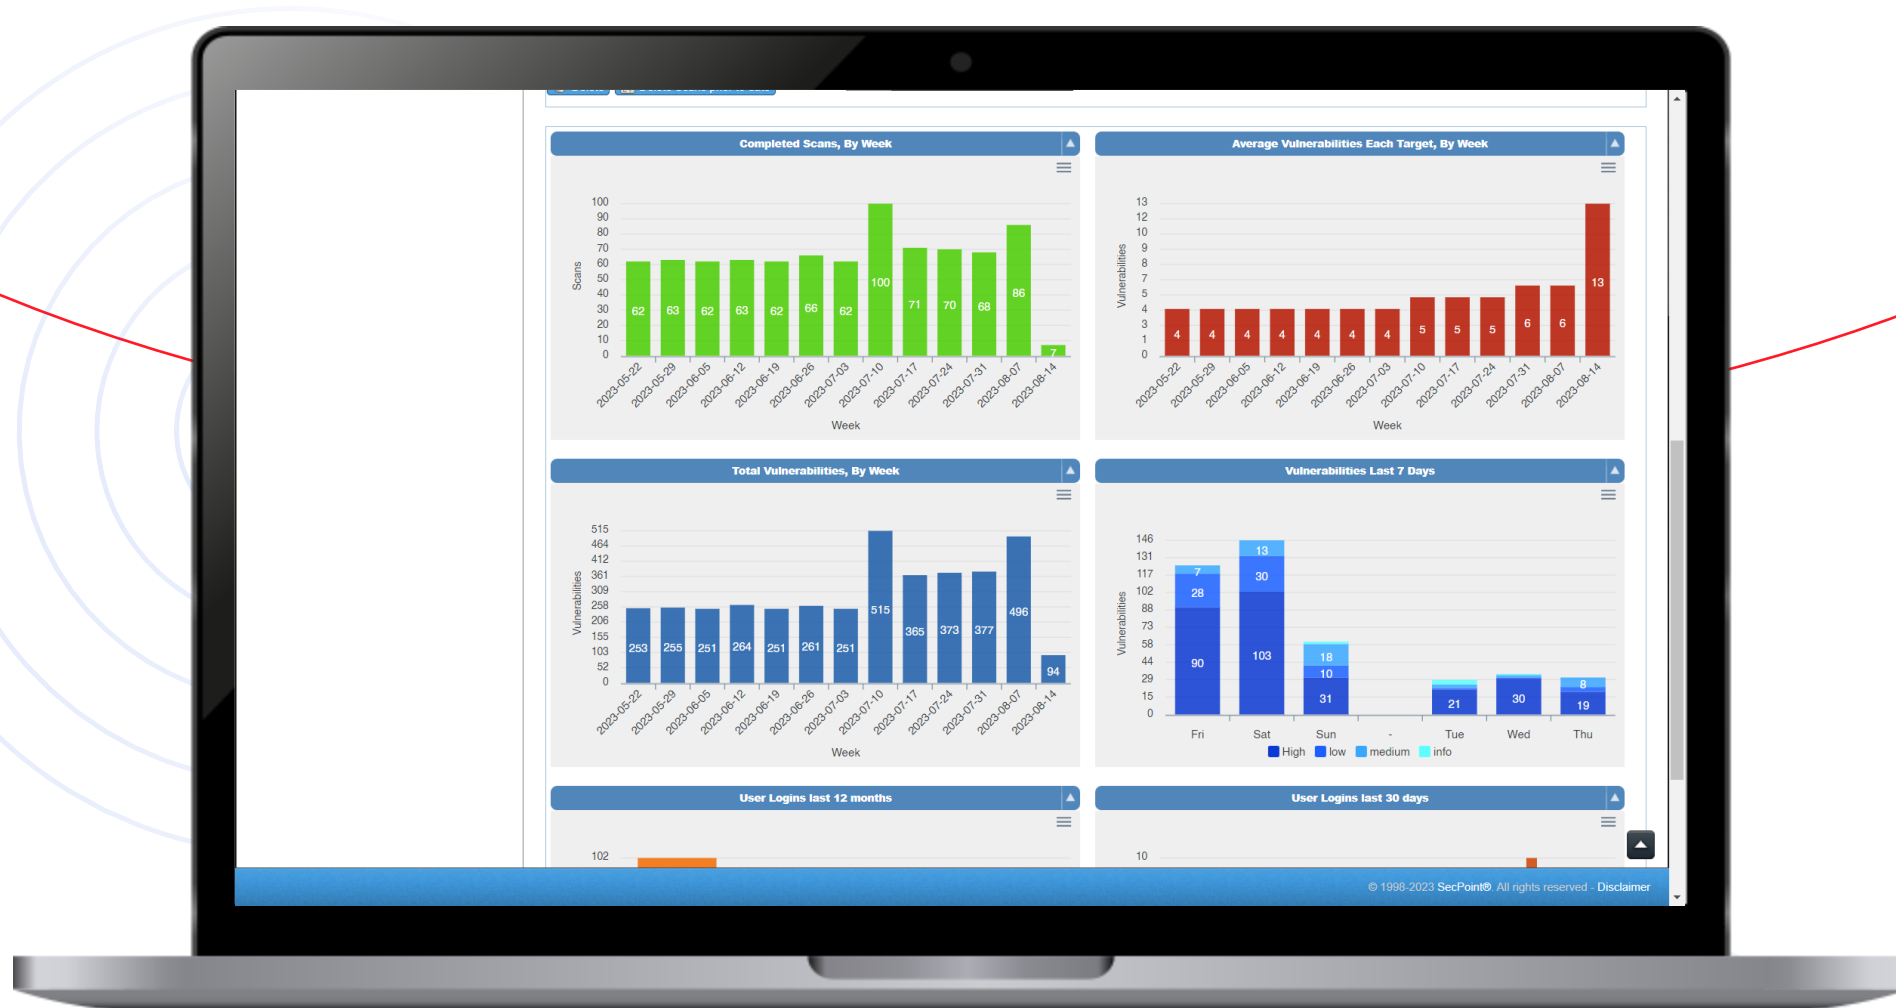 Completed Scans, By Week
Scans
100
90
80
70
60
50
40
30
20
10
0
62 63 62 63 62 66 62 100 71 70 68 86 7
2023-05-22 2023-05-29 2023-06-05 2023-06-12 2023-06-19 2023-06-26 2023-07-03 2023-07-10 2023-07-17 2023-07-24 2023-07-31 2023-08-07 2023-08-14
Week
Average Vulnerabilities Each Target, By Week
Vulnerabilities
13
12
10
9
8
7
5
4
3
1
0
4 4 4 4 4 4 4 5 5 5 6 6 13
2023-05-22 2023-05-29 2023-06-05 2023-06-12 2023-06-19 2023-06-26 2023-07-03 2023-07-10 2023-07-17 2023-07-24 2023-07-31 2023-08-07 2023-08-14
Week
Total Vulnerabilities, By Week
Vulnerabilities
515
464
412
361
309
258
206
155
103
52
0
253 255 251 264 251 261 251 515 365 373 377 496 94
2023-05-22 2023-05-29 2023-06-05 2023-06-12 2023-06-19 2023-06-26 2023-07-03 2023-07-10 2023-07-17 2023-07-24 2023-07-31 2023-08-07 2023-08-14
Week
Vulnerabilities Last 7 Days
Vulnerabilities
146
131
117
102
88
73
58
44
29
15
0
7 13
28 30 18
10 8
90 103 31 21 30 19
Fri Sat Sun - Tue Wed Thu
High low medium info
User Logins last 12 months
102
User Logins last 30 days
10
© 1998-2023 SecPoint®. All rights reserved - Disclaimer